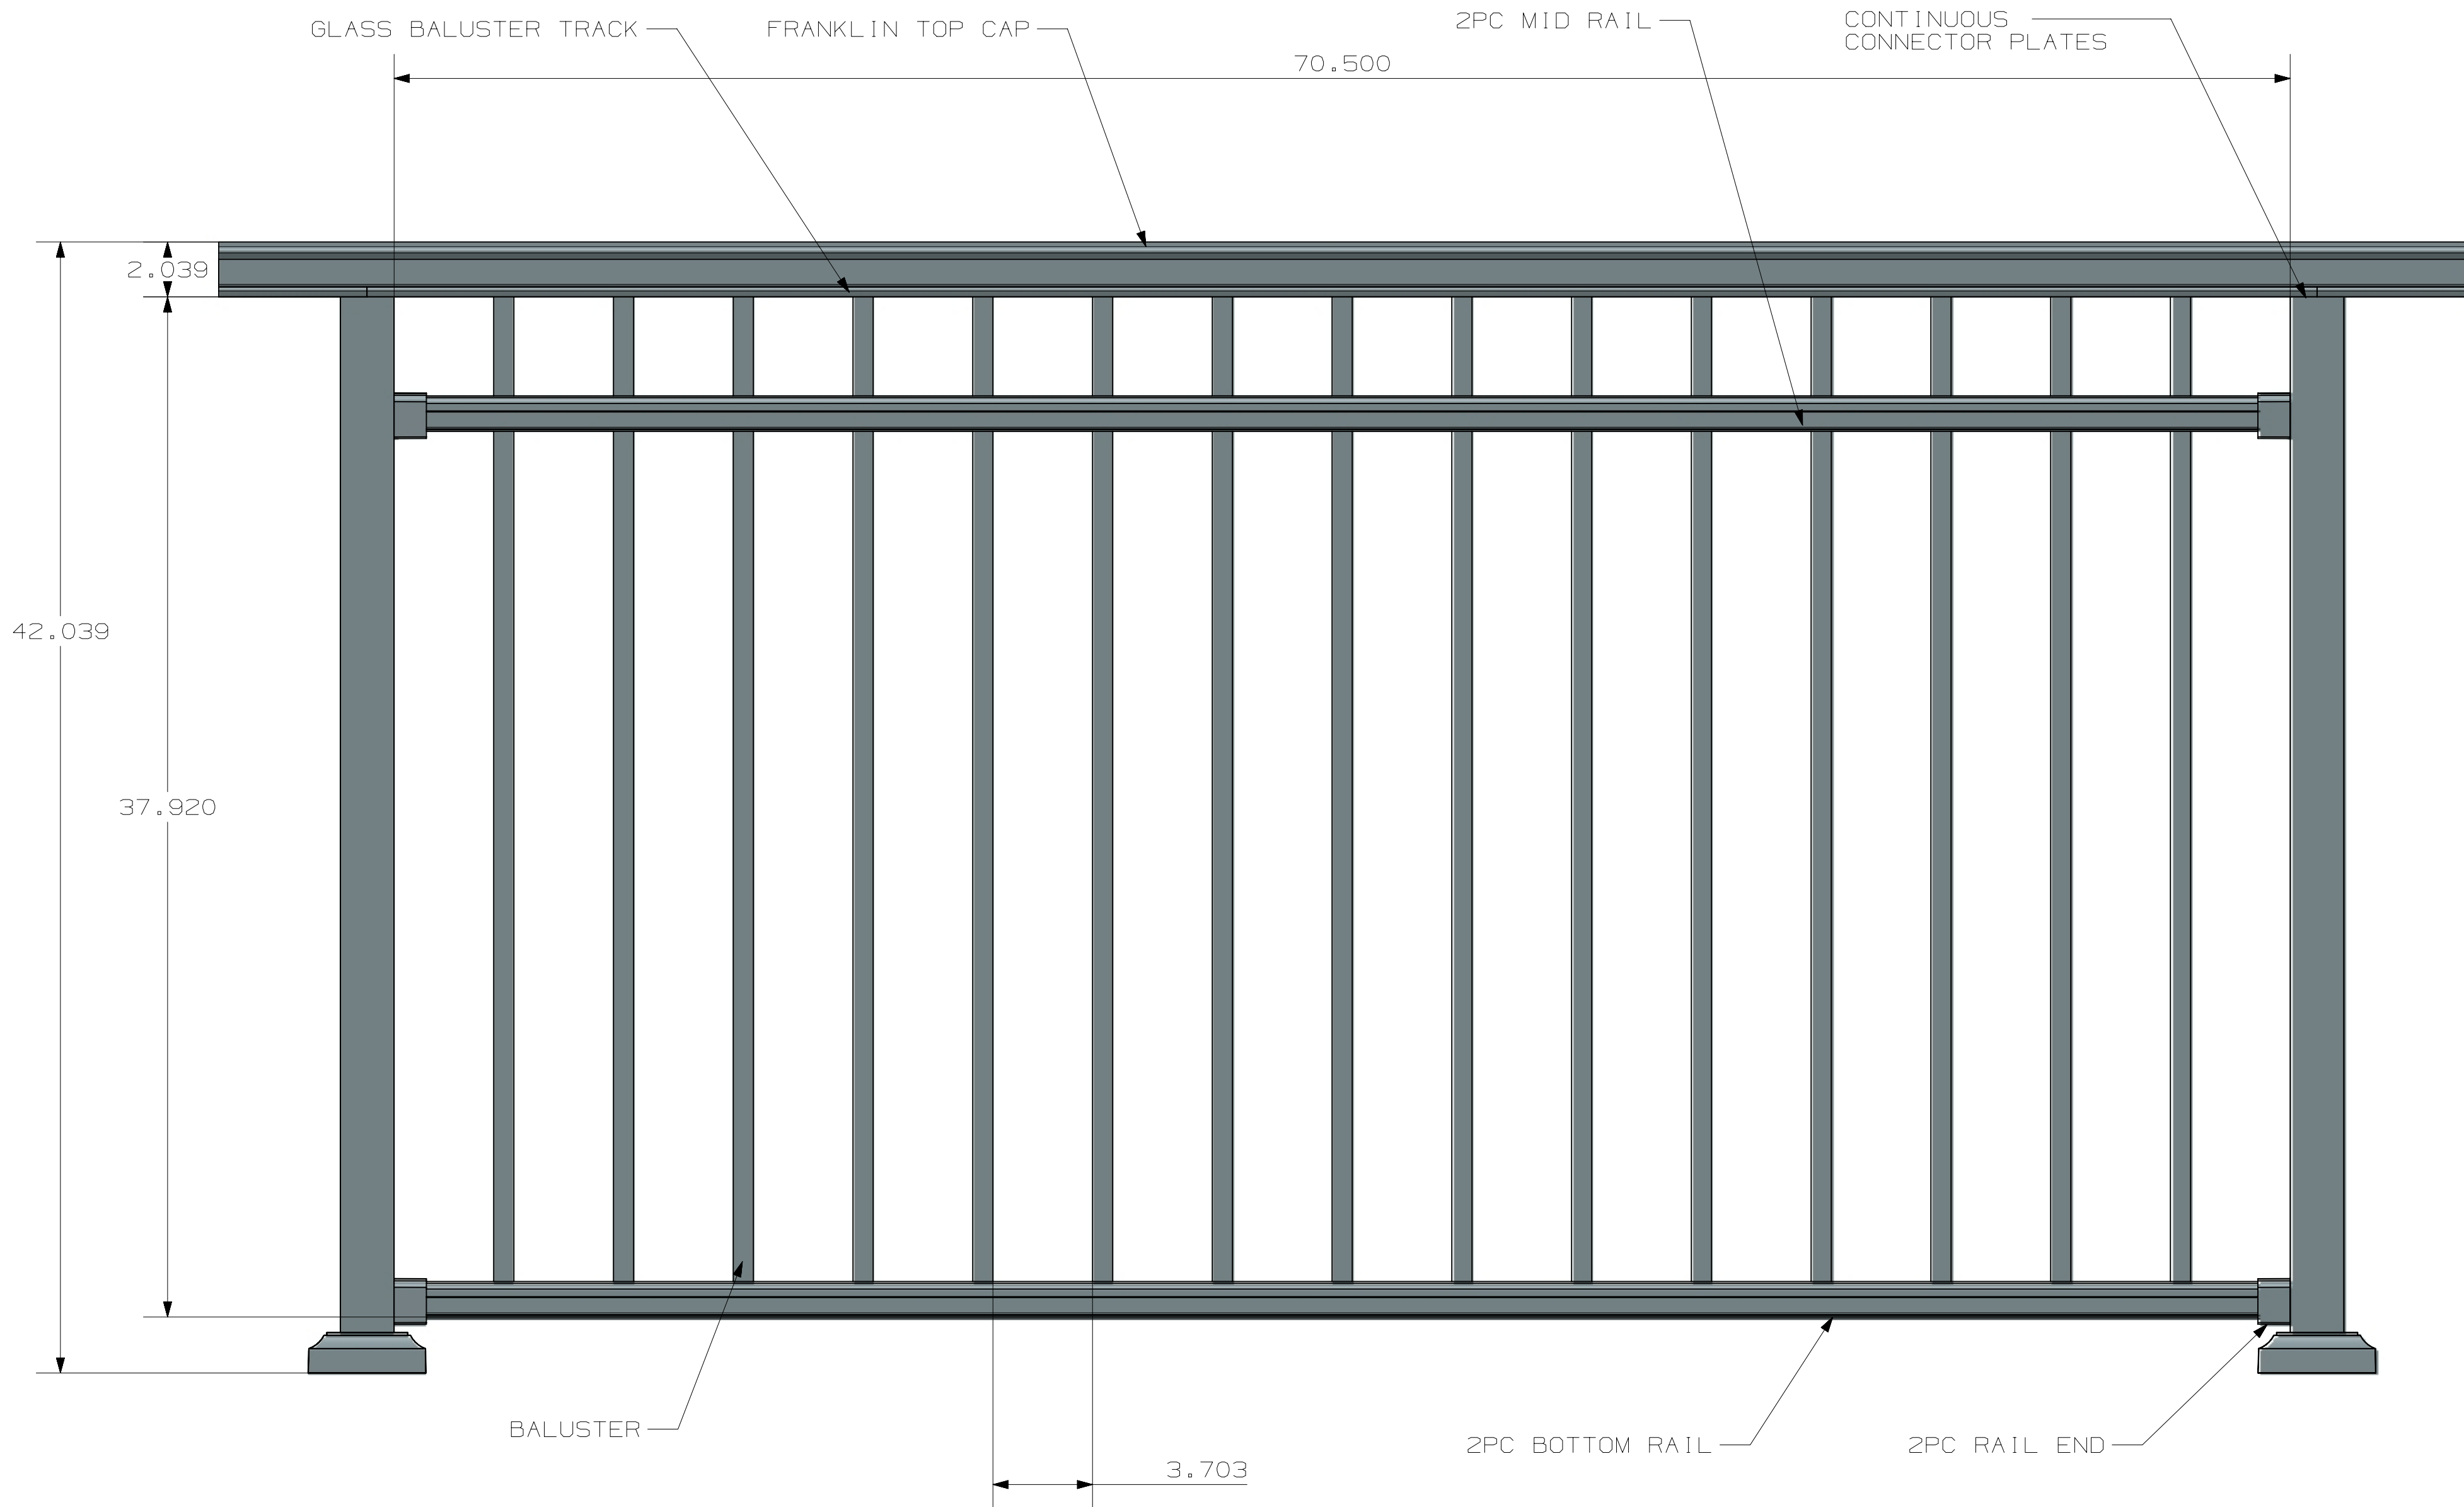 GLASS BALUSTER TRACK
FRANKLIN TOP CAP
2PC MID RAIL
CONTINUOUS
CONNECTOR PLATES
70.500
2.039
42.039
37.920
BALUSTER
2PC BOTTOM RAIL
2PC RAIL END
3.703